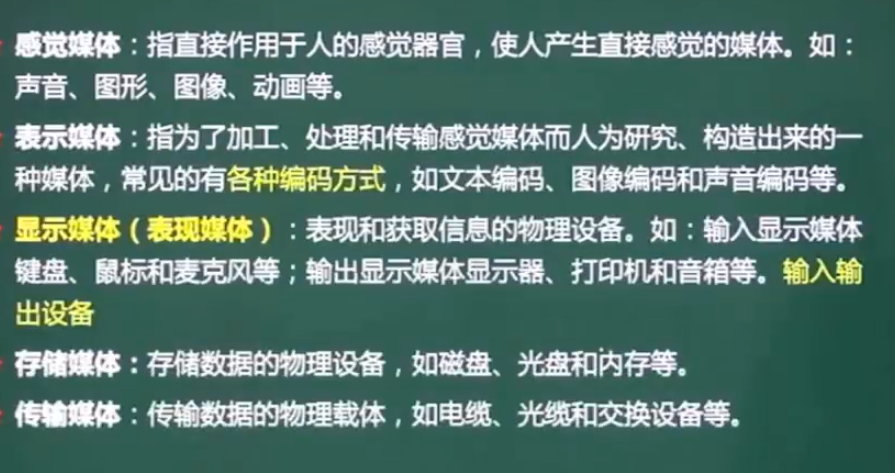 感觉媒体：指直接作用于人的感觉器官，使人产生直接感觉的媒体。如：
声音、图形、图像、动画等。
表示媒体：指为了加工、处理和传输感觉媒体而人为研究、构造出来的一
种媒体，常见的有各种编码方式，如文本编码、图像编码和声音编码等。
显示媒体（表现媒体）：表现和获取信息的物理设备。如：输入显示媒体
键盘、鼠标和麦克风等；输出显示媒体显示器、打印机和音箱等。输入输
出设备
存储媒体：存储数据的物理设备，如磁盘、光盘和内存等。
传输媒体：传输数据的物理载体，如电缆、光缆和交换设备等。